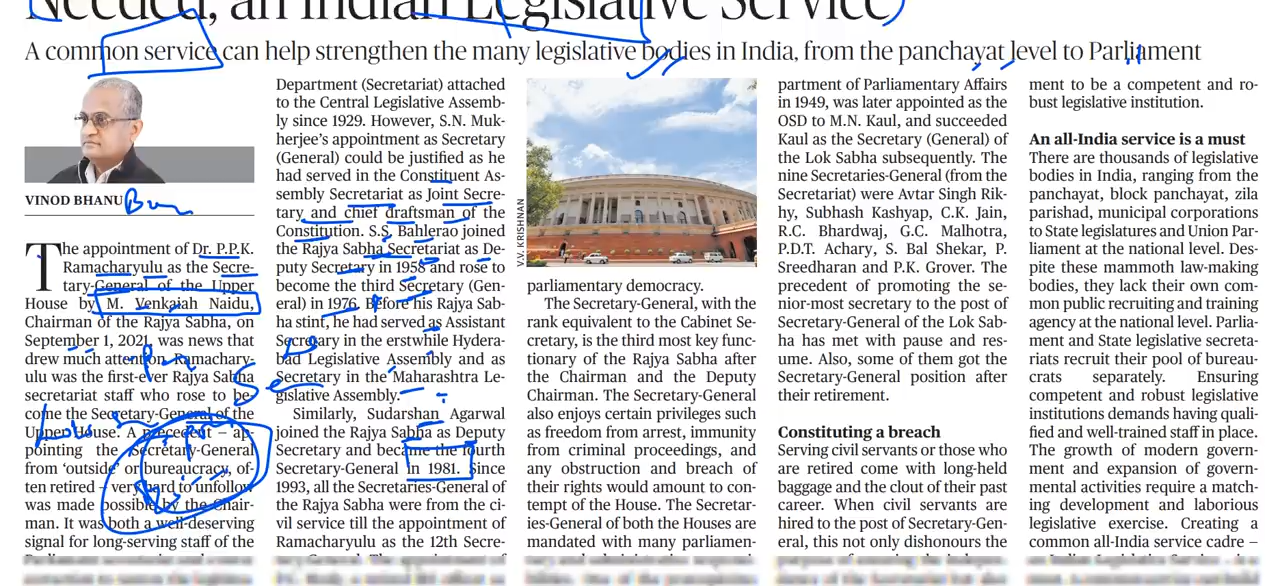 Needed, an Indian Legislative Service
A common service can help strengthen the many legislative bodies in India, from the panchayat level to Parliament
VINOD BHANU
The appointment of Dr. P.P.K.
Ramacharyulu as the Secre-
tary-General of the Upper
House by M. Venkaiah Naidu,
Chairman of the Rajya Sabha, on
September 1, 2021, was news that
drew much attention. Ramachary-
ulu was the first-ever Rajya Sabha
secretariat staff who rose to be-
come the Secretary-General of the
Upper House. A precedent – ap-
pointing the Secretary-General
from ‘outside’ or bureaucracy, of-
ten retired – very hard to unfollow
was made possible by the Chair-
man. It was both a well-deserving
signal for long-serving staff of the
Department (Secretariat) attached
to the Central Legislative Assemb-
ly since 1929. However, S.N. Muk-
herjee’s appointment as Secretary
(General) could be justified as he
had served in the Constituent As-
sembly Secretariat as Joint Secre-
tary and chief draftsman of the
Constitution. S.S. Bahlerao joined
the Rajya Sabha Secretariat as De-
puty Secretary in 1958 and rose to
become the third Secretary (Gen-
eral) in 1976. Before his Rajya Sab-
ha stint, he had served as Assistant
Secretary in the erstwhile Hydera-
bad Legislative Assembly and as
Secretary in the Maharashtra Le-
gislative Assembly.
Similarly, Sudarshan Agarwal
joined the Rajya Sabha as Deputy
Secretary and became the fourth
Secretary-General in 1981. Since
1993, all the Secretaries-General of
the Rajya Sabha were from the ci-
vil service till the appointment of
Ramacharyulu as the 12th Secre-
V.V. KRISHNAN
parliamentary democracy.
The Secretary-General, with the
rank equivalent to the Cabinet Se-
cretary, is the third most key func-
tionary of the Rajya Sabha after
the Chairman and the Deputy
Chairman. The Secretary-General
also enjoys certain privileges such
as freedom from arrest, immunity
from criminal proceedings, and
any obstruction and breach of
their rights would amount to con-
tempt of the House. The Secretar-
ies-General of both the Houses are
mandated with many parliamen-
partment of Parliamentary Affairs
in 1949, was later appointed as the
OSD to M.N. Kaul, and succeeded
Kaul as the Secretary (General) of
the Lok Sabha subsequently. The
nine Secretaries-General (from the
Secretariat) were Avtar Singh Rik-
hy, Subhash Kashyap, C.K. Jain,
R.C. Bhardwaj, G.C. Malhotra,
P.D.T. Achary, S. Bal Shekar, P.
Sreedharan and P.K. Grover. The
precedent of promoting the se-
nior-most secretary to the post of
Secretary-General of the Lok Sab-
ha has met with pause and res-
ume. Also, some of them got the
Secretary-General position after
their retirement.
Constituting a breach
Serving civil servants or those who
are retired come with long-held
baggage and the clout of their past
career. When civil servants are
hired to the post of Secretary-Gen-
eral, this not only dishonours the
ment to be a competent and ro-
bust legislative institution.
An all-India service is a must
There are thousands of legislative
bodies in India, ranging from the
panchayat, block panchayat, zila
parishad, municipal corporations
to State legislatures and Union Par-
liament at the national level. Des-
pite these mammoth law-making
bodies, they lack their own com-
mon public recruiting and training
agency at the national level. Parlia-
ment and State legislative secreta-
riats recruit their pool of bureau-
crats separately. Ensuring
competent and robust legislative
institutions demands having quali-
fied and well-trained staff in place.
The growth of modern govern-
ment and expansion of govern-
mental activities require a match-
ing development and laborious
legislative exercise. Creating a
common all-India service cadre –